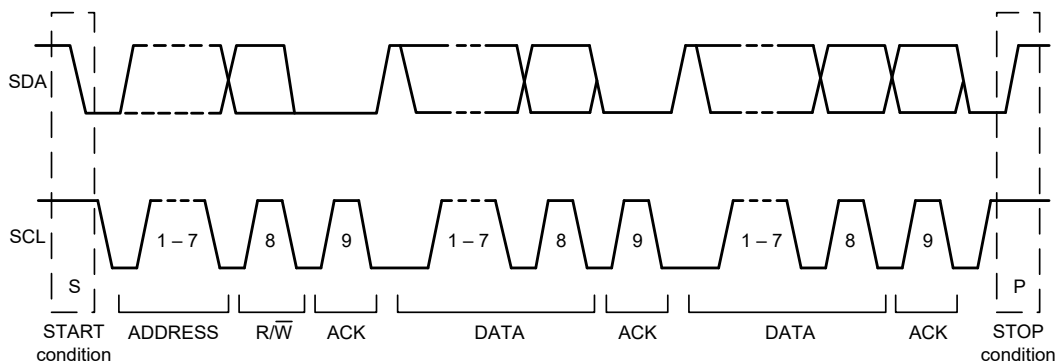 SDA
SCL
1 – 7 8 9 1 – 7 8 9 1 – 7 8 9
S P
START condition ADDRESS R/W̅ ACK DATA ACK DATA ACK STOP condition